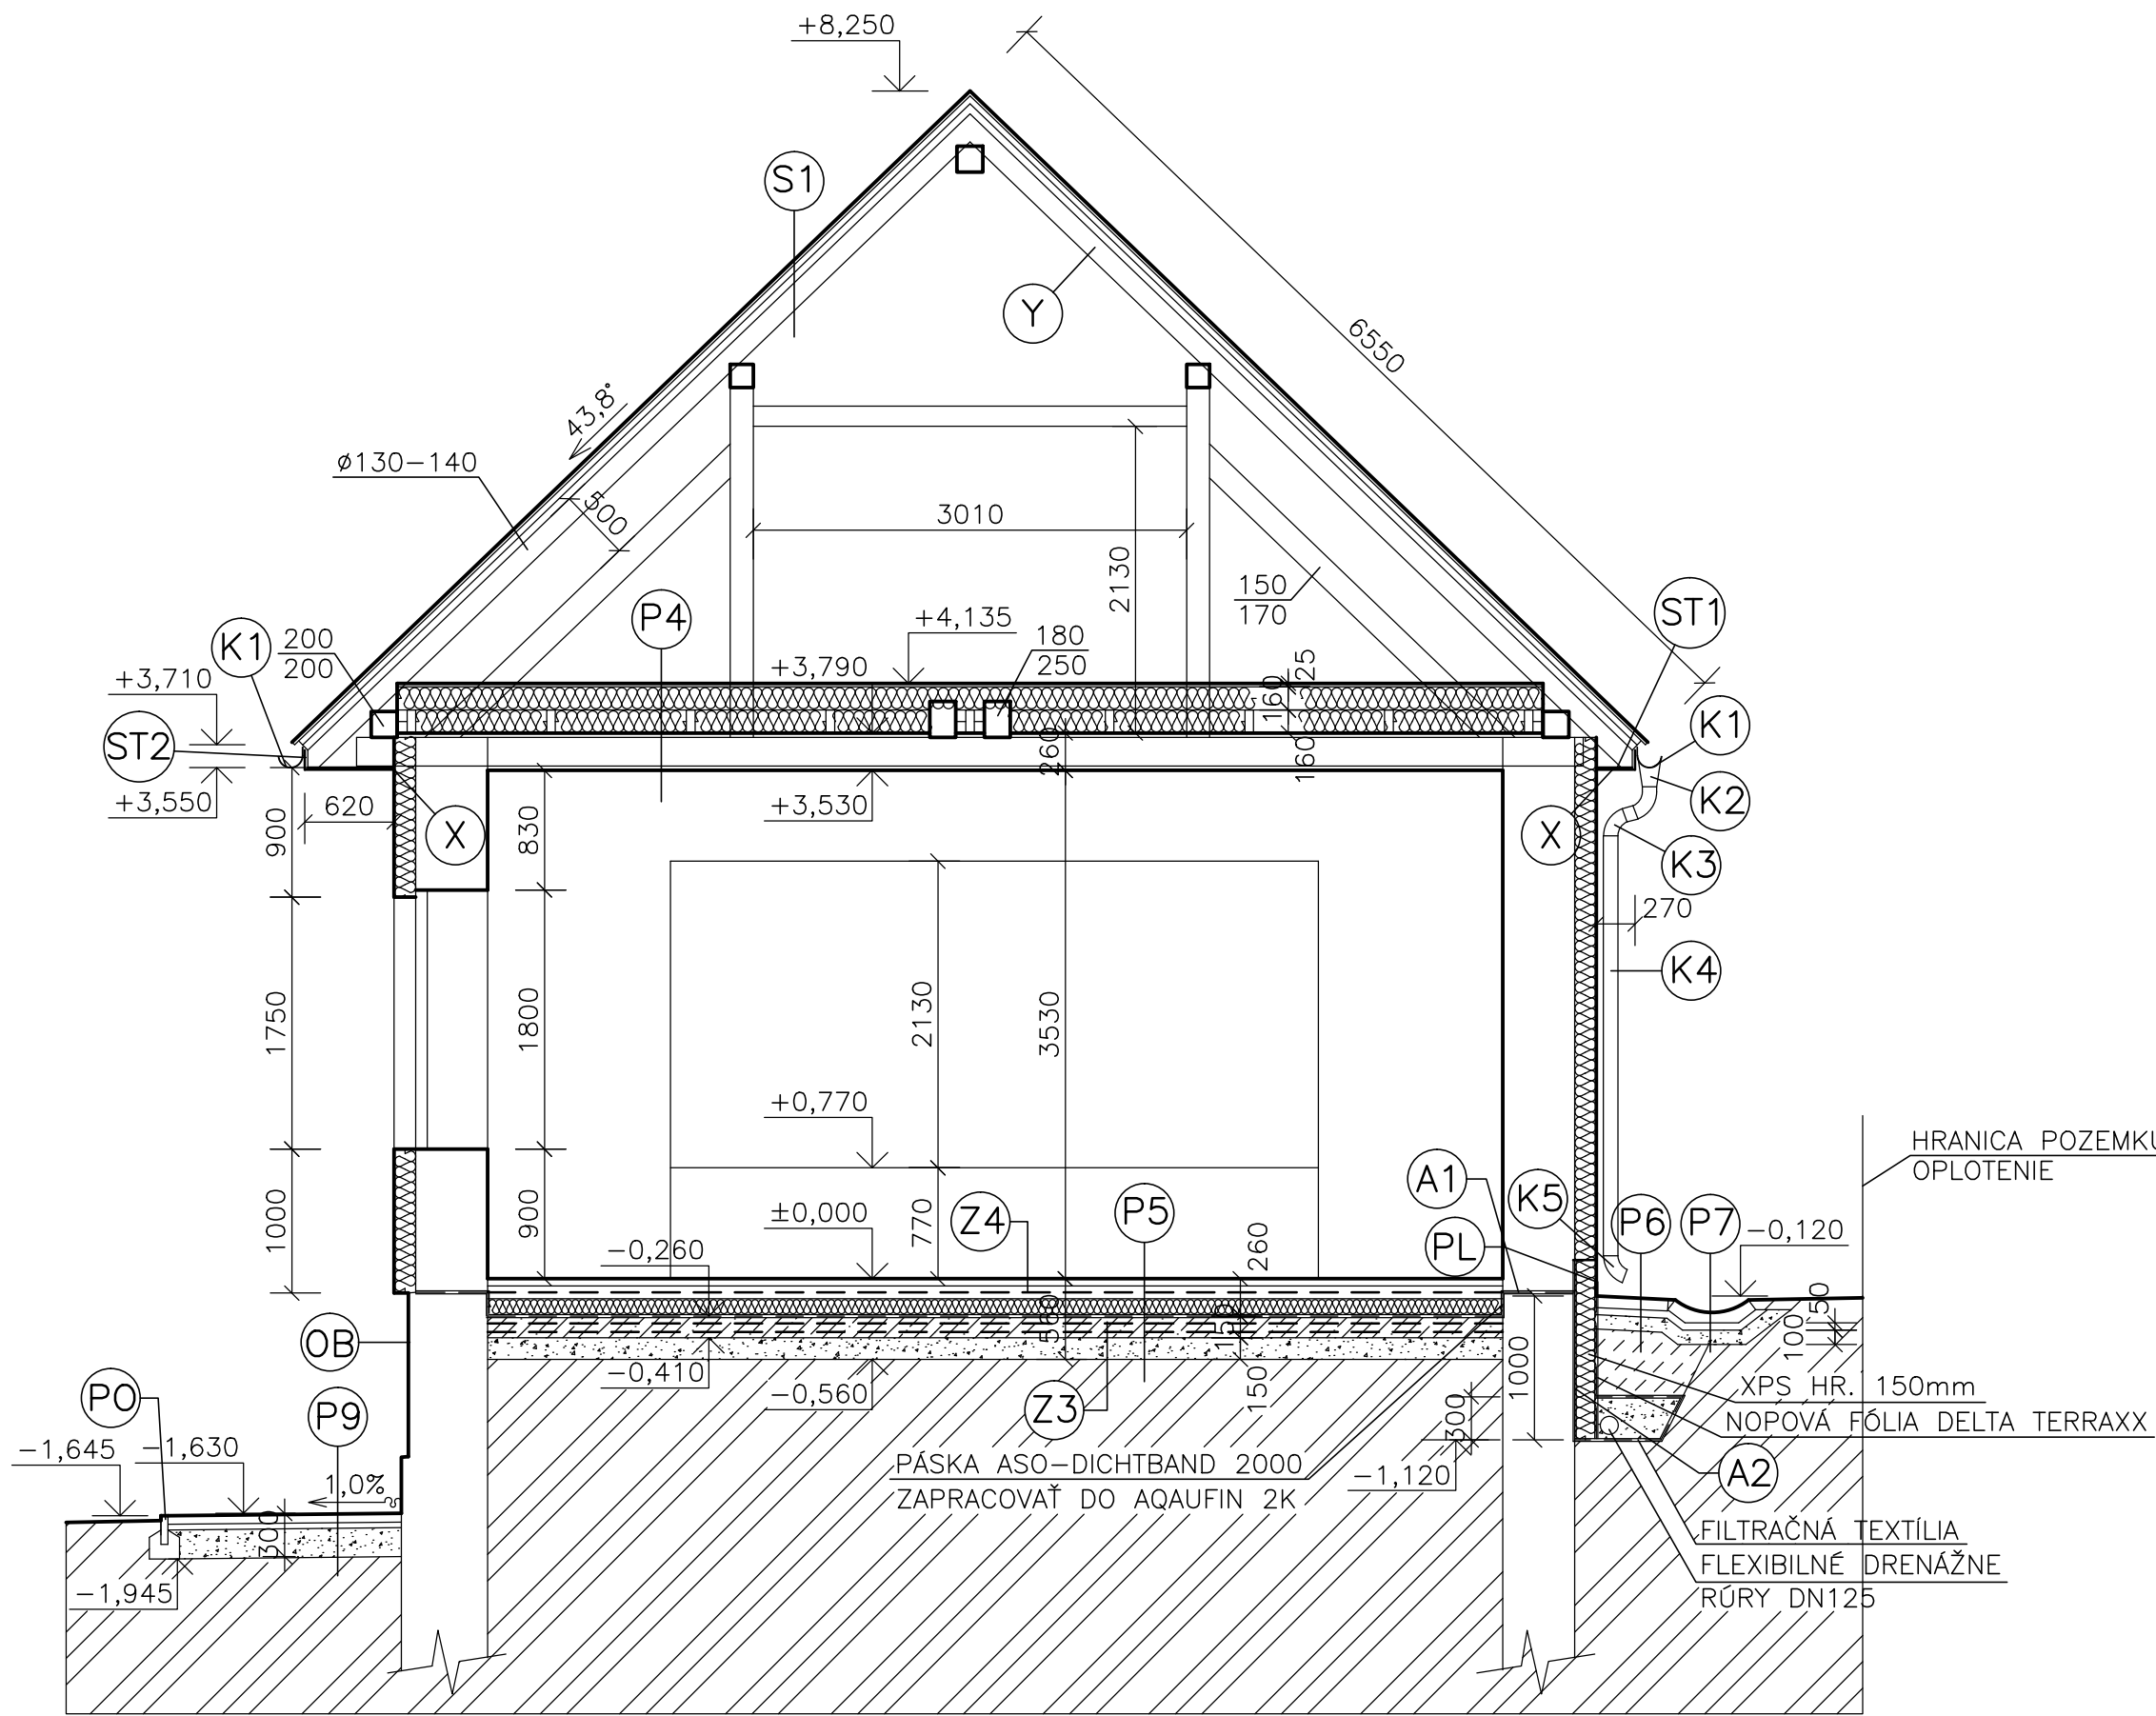 +8,250
S1
Y
6550
43,8°
ø130-140
500
3010
2130
150
170
ST1
P4
K1
200
200
+4,135
180
250
+3,790
125
160
+3,710
ST2
K1
260
160
+3,550
620
+3,530
K2
X
X
900
830
K3
270
K4
1750
1800
2130
3530
+0,770
HRANICA POZEMKU
OPLOTENIE
A1
K5
P6
P7
1000
900
±0,000
770
Z4
P5
260
PL
-0,120
-0,260
OB
560
150
50
100
1000
-0,410
-0,560
150
PO
P9
Z3
300
XPS HR. 150mm
NOPOVÁ FÓLIA DELTA TERRAXX
-1,645
-1,630
PÁSKA ASO-DICHTBAND 2000
ZAPRACOVAŤ DO AQAUFIN 2K
-1,120
A2
1,0%
300
FILTRAČNÁ TEXTÍLIA
FLEXIBILNÉ DRENÁŽNE
RÚRY DN125
-1,945